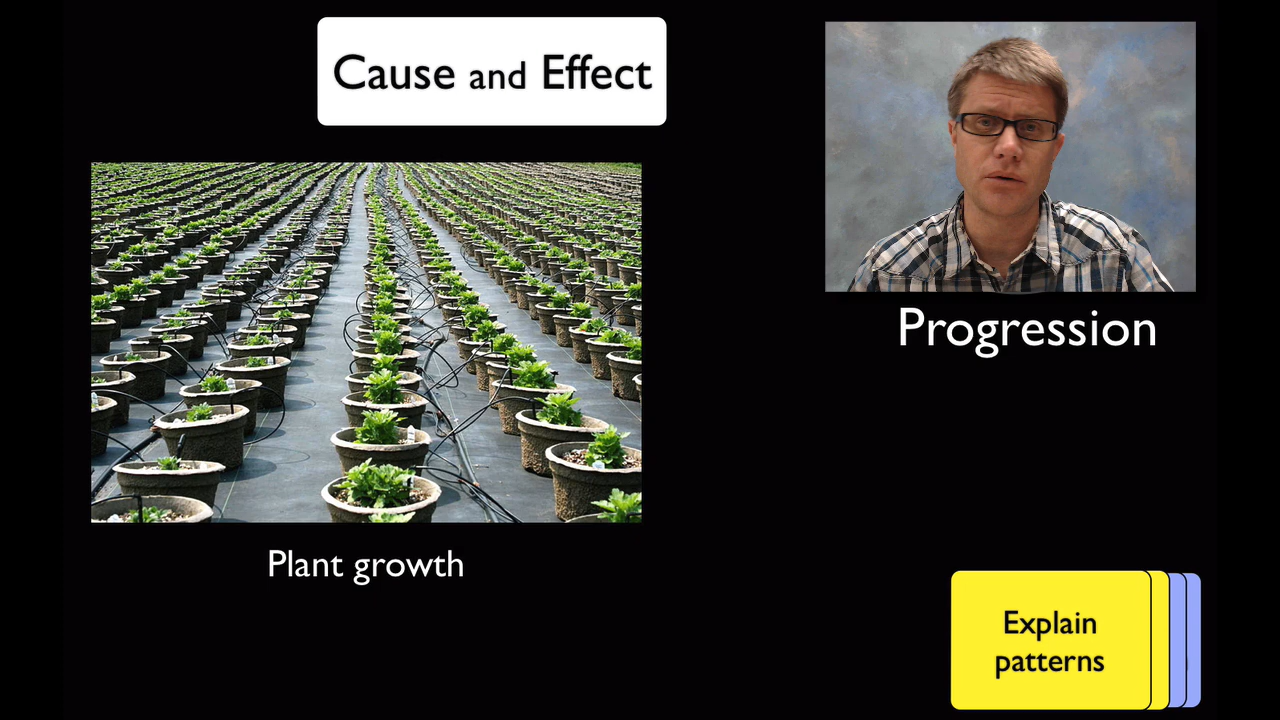 Cause and Effect
Progression
Plant growth
Explain
patterns